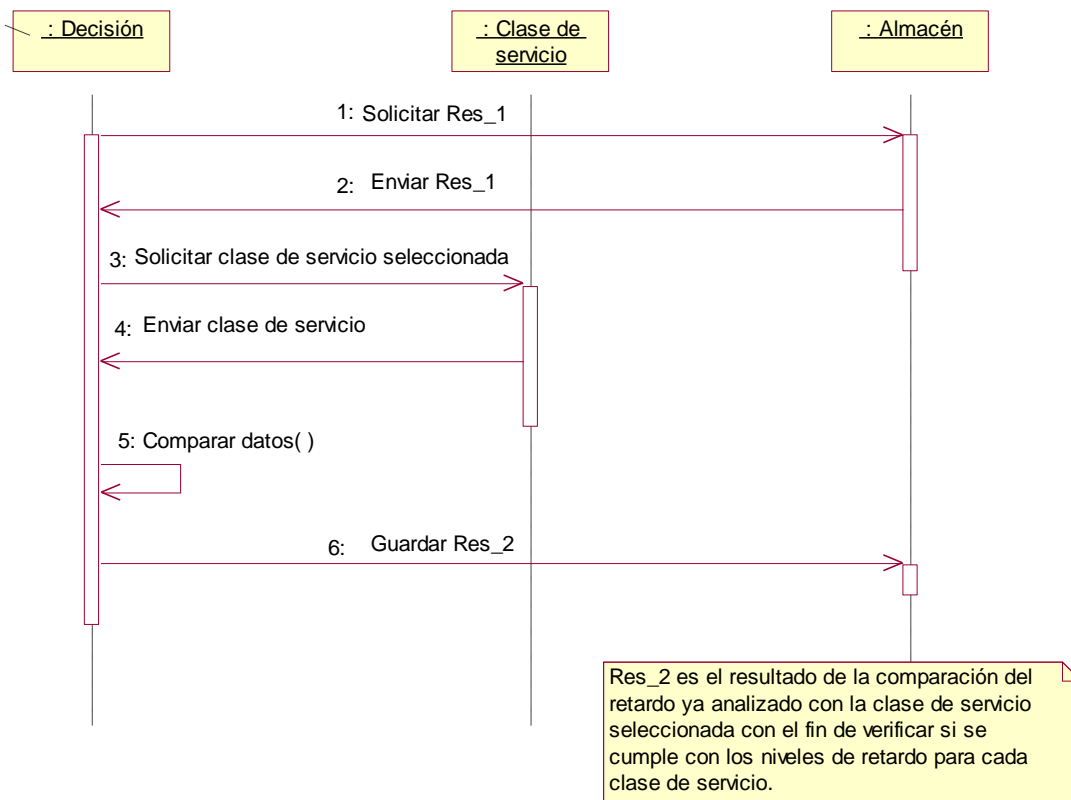 : Decisión
: Clase de
servicio
: Almacén
1: Solicitar Res_1
2: Enviar Res_1
3: Solicitar clase de servicio seleccionada
4: Enviar clase de servicio
5: Comparar datos( )
6: Guardar Res_2
Res_2 es el resultado de la comparación del
retardo ya analizado con la clase de servicio
seleccionada con el fin de verificar si se
cumple con los niveles de retardo para cada
clase de servicio.